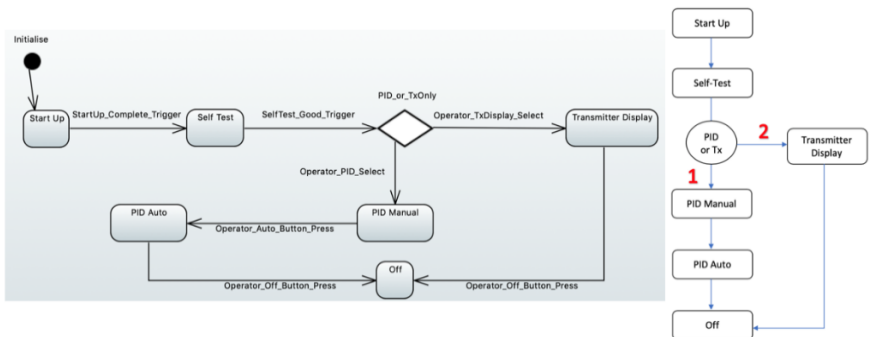 Initialise
Start Up
StartUp_Complete_Trigger
Self Test
SelfTest_Good_Trigger
PID_or_TxOnly
Operator_TxDisplay_Select
Transmitter Display
Operator_PID_Select
PID Auto
Operator_Auto_Button_Press
PID Manual
Operator_Off_Button_Press
Off
Operator_Off_Button_Press
Start Up
Self-Test
PID
or Tx
2
Transmitter
Display
1
PID Manual
PID Auto
Off